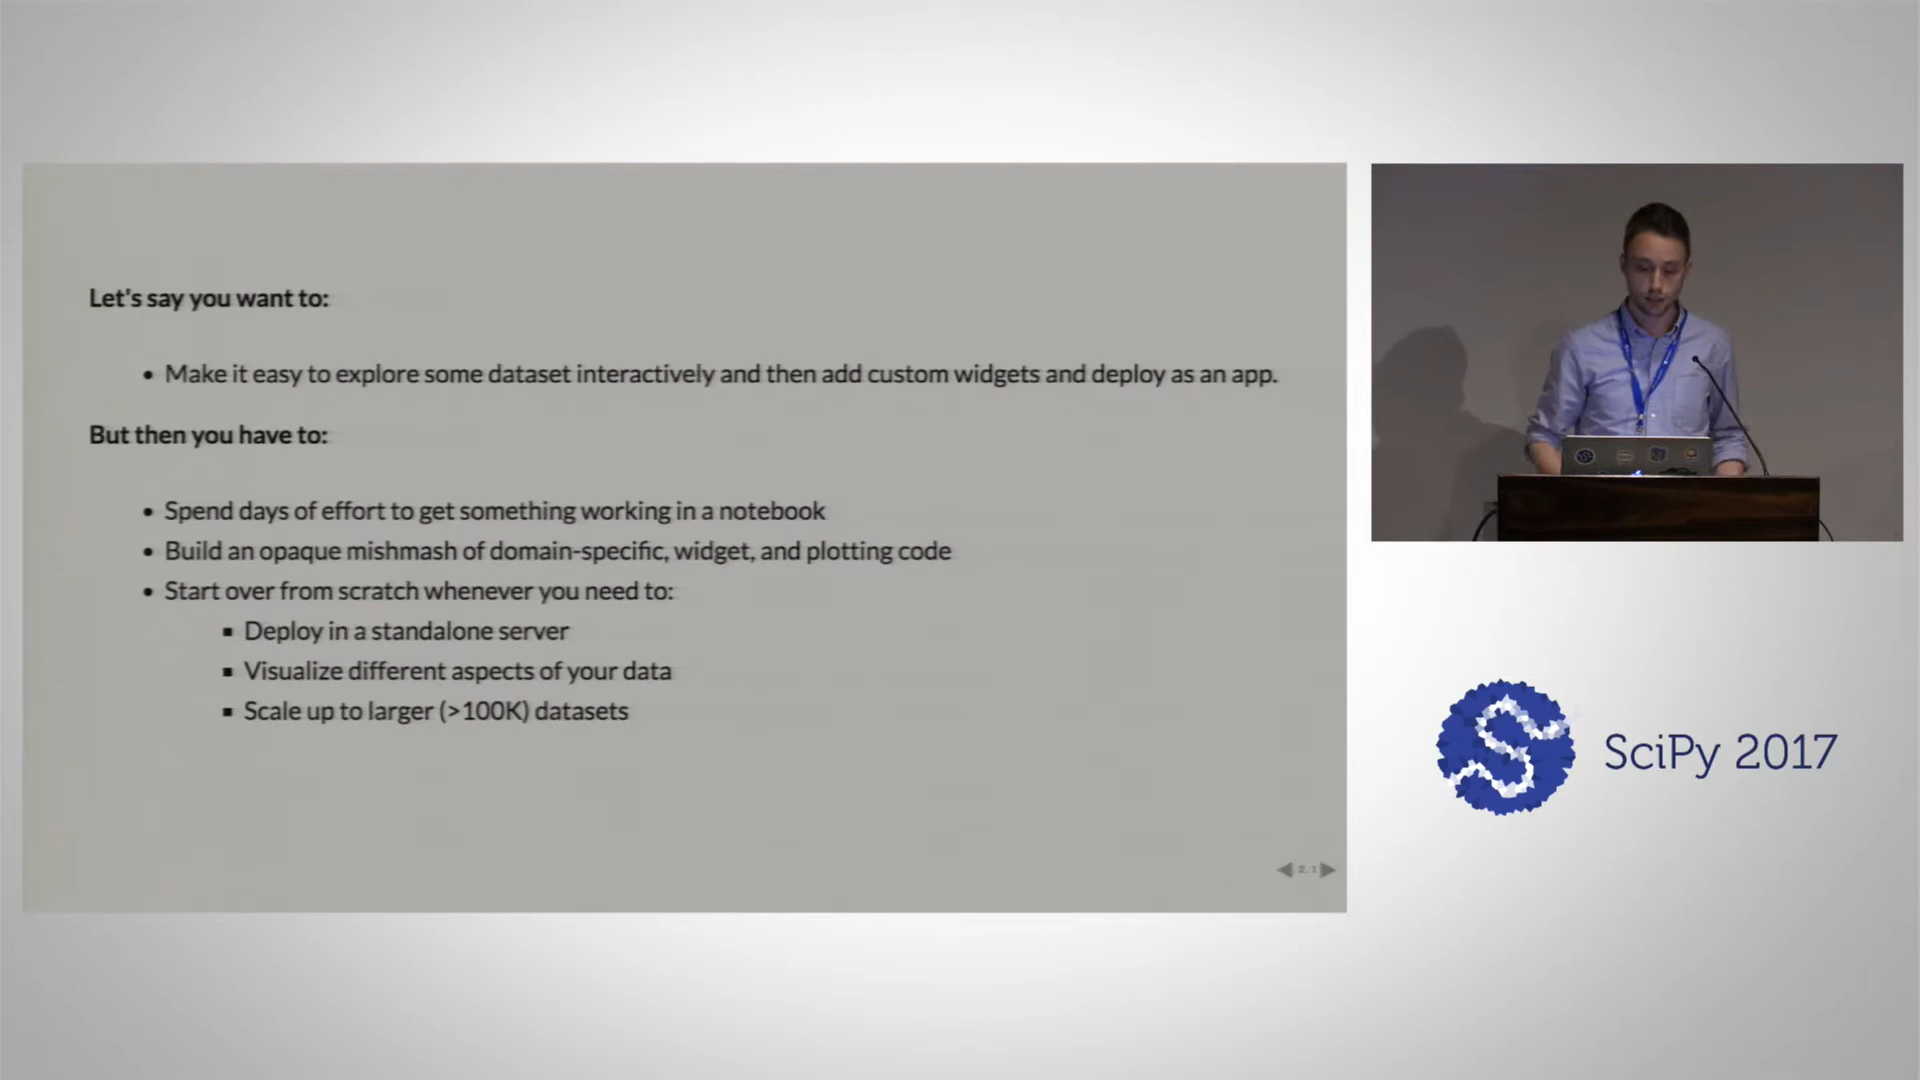 Let's say you want to:
• Make it easy to explore some dataset interactively and then add custom widgets and deploy as an app.
But then you have to:
• Spend days of effort to get something working in a notebook
• Build an opaque mishmash of domain-specific, widget, and plotting code
• Start over from scratch whenever you need to:
▪ Deploy in a standalone server
▪ Visualize different aspects of your data
▪ Scale up to larger (>100K) datasets
2.1
SciPy 2017